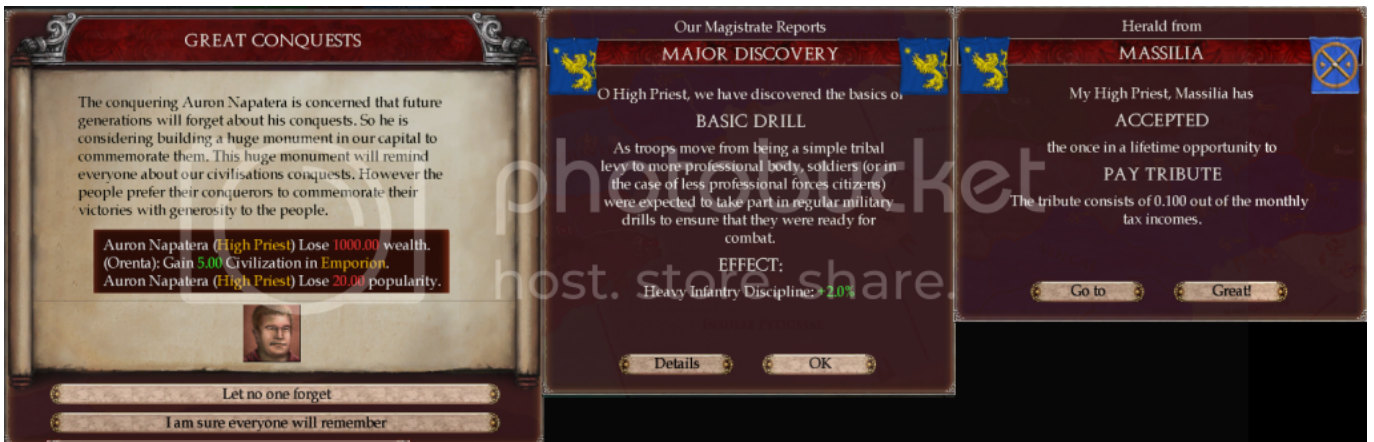 GREAT CONQUESTS
The conquering Auron Napatera is concerned that future
generations will forget about his conquests. So he is
considering building a huge monument in our capital to
commemorate them. This huge monument will remind
everyone about our civilisations conquests. However the
people prefer their conquerors to commemorate their
victories with generosity to the people.
Auron Napatera (High Priest) Lose 1000.00 wealth.
(Orenta): Gain 5.00 Civilization in Emporion.
Auron Napatera (High Priest) Lose 20.00 popularity.
Let no one forget
I am sure everyone will remember
Our Magistrate Reports
MAJOR DISCOVERY
O High Priest, we have discovered the basics of
BASIC DRILL
As troops move from being a simple tribal
levy to more professional body, soldiers (or in
the case of less professional forces citizens)
were expected to take part in regular military
drills to ensure that they were ready for
combat.
EFFECT:
Heavy Infantry Discipline: +2.0%
Details
OK
Herald from
MASSILIA
My High Priest, Massilia has
ACCEPTED
the once in a lifetime opportunity to
PAY TRIBUTE
The tribute consists of 0.100 out of the monthly
tax incomes.
Go to
Great!
photobucket
host. store. share.